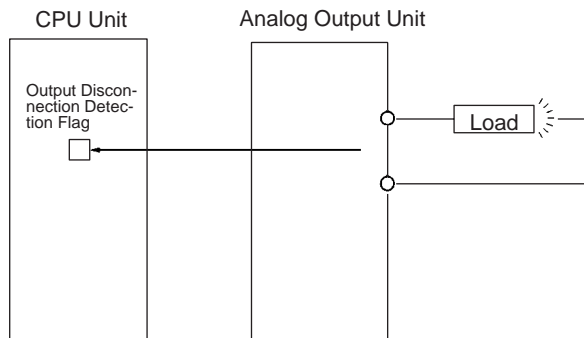 CPU Unit
Analog Output Unit
Output Discon-
nection Detec-
tion Flag
Load